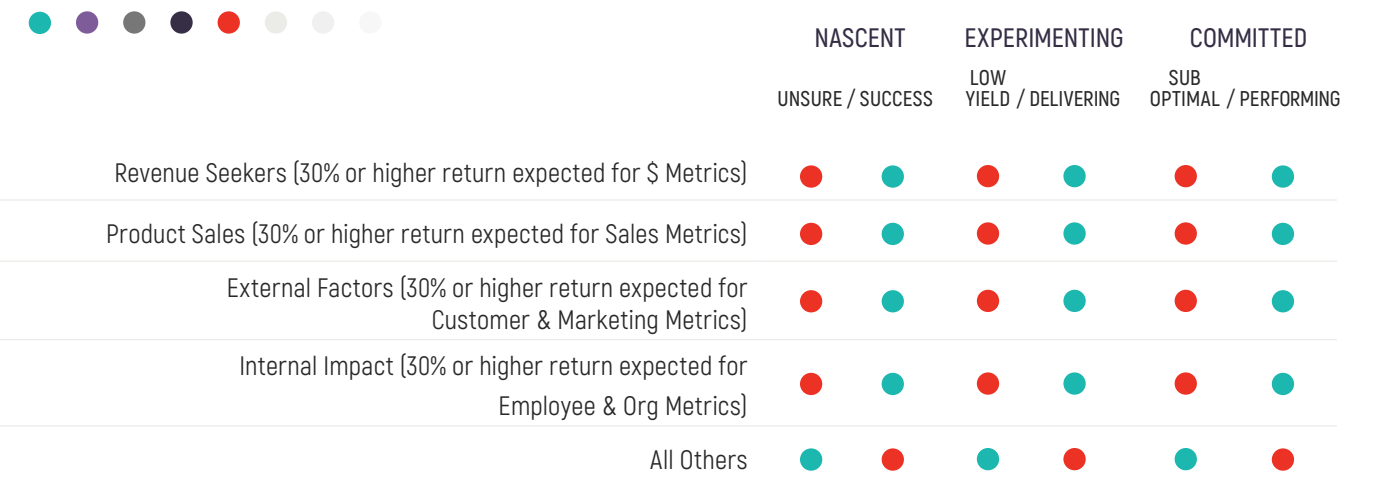 NASCENT EXPERIMENTING COMMITTED
UNSURE / SUCCESS LOW YIELD / DELIVERING SUB OPTIMAL / PERFORMING
Revenue Seekers (30% or higher return expected for $ Metrics)
Product Sales (30% or higher return expected for Sales Metrics)
External Factors (30% or higher return expected for
Customer & Marketing Metrics)
Internal Impact (30% or higher return expected for
Employee & Org Metrics)
All Others